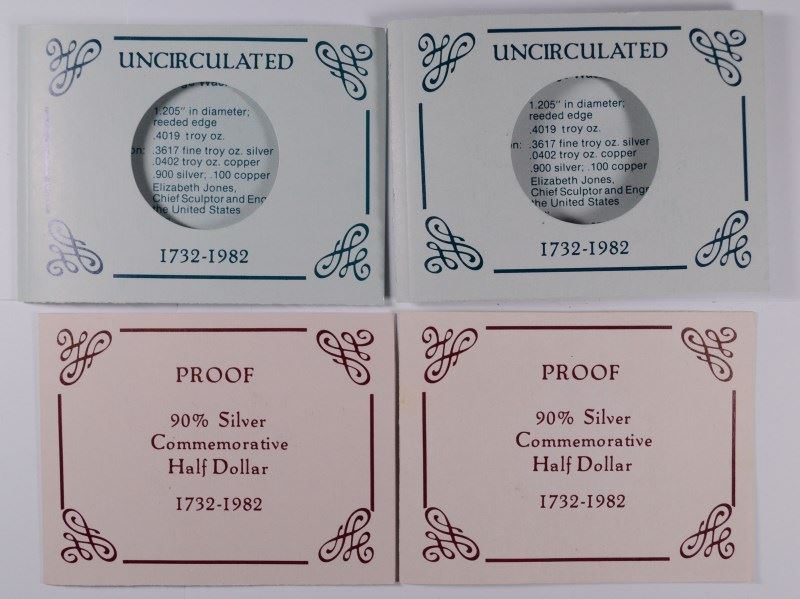 UNCIRCULATED
1.205" in diameter;
reeded edge
.4019 troy oz.
on: .3617 fine troy oz. silver
.0402 troy oz. copper
.900 silver; .100 copper
Elizabeth Jones,
Chief Sculptor and Eng
the United States
1732-1982
UNCIRCULATED
1.205" in diameter;
reeded edge
.4019 troy oz.
on: .3617 fine troy oz. silver
.0402 troy oz. copper
.900 silver; .100 copper
Elizabeth Jones,
Chief Sculptor and Engr
the United States
1732-1982
PROOF
90% Silver
Commemorative
Half Dollar
1732-1982
PROOF
90% Silver
Commemorative
Half Dollar
1732-1982